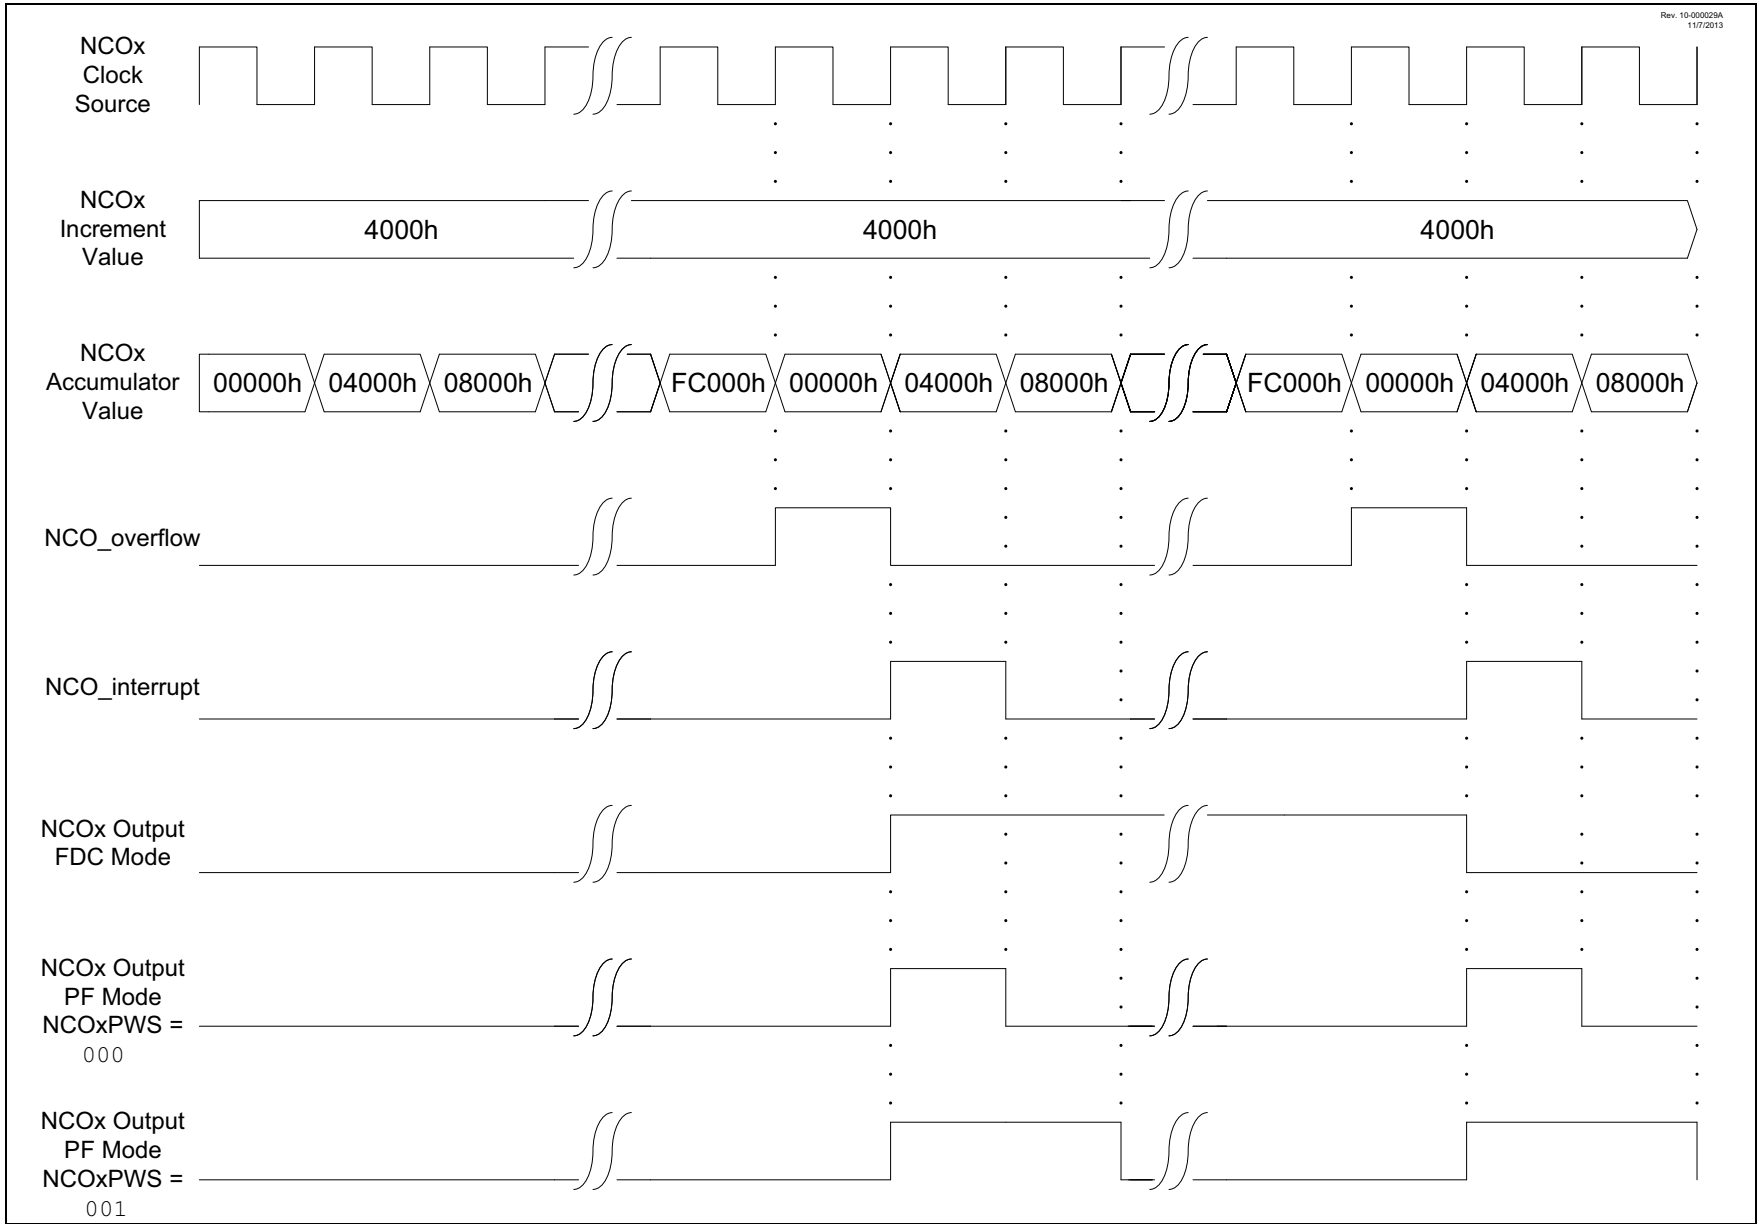 Rev. 10-000029A
11/7/2013
NCOx
Clock
Source
NCOx
Increment
Value
4000h
4000h
4000h
NCOx
Accumulator
Value
00000h
04000h
08000h
FC000h
00000h
04000h
08000h
FC000h
00000h
04000h
08000h
NCO_overflow
NCO_interrupt
NCOx Output
FDC Mode
NCOx Output
PF Mode
NCOxPWS =
000
NCOx Output
PF Mode
NCOxPWS =
001